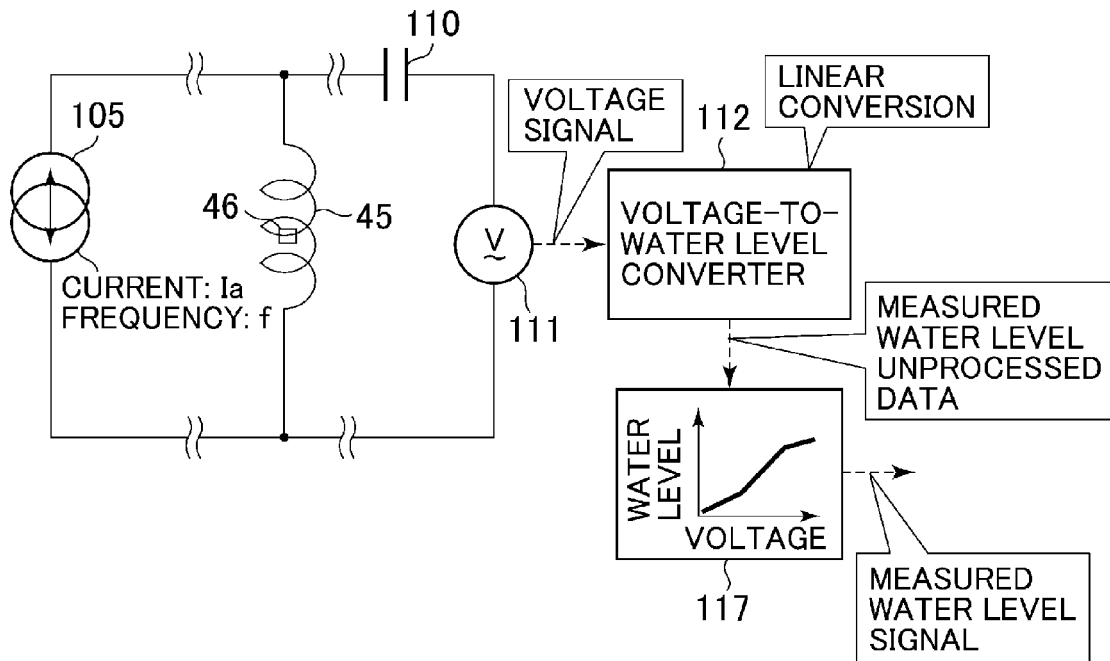 110
LINEAR
CONVERSION
VOLTAGE
SIGNAL
112
105
46
45
V
~
VOLTAGE-TO-
WATER LEVEL
CONVERTER
CURRENT: Ia
FREQUENCY: f
111
MEASURED
WATER LEVEL
UNPROCESSED
DATA
WATER
LEVEL
VOLTAGE
117
MEASURED
WATER LEVEL
SIGNAL